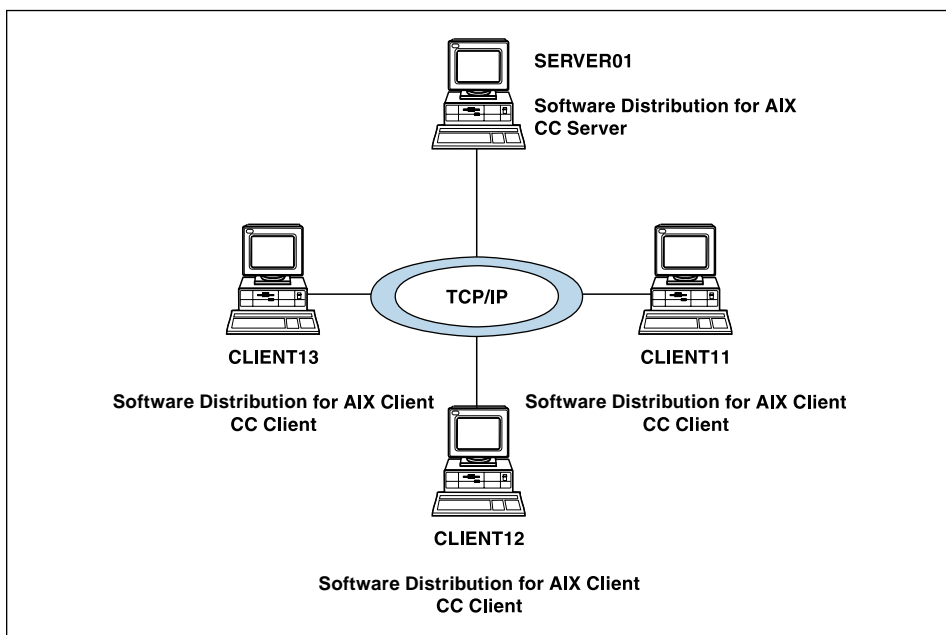 SERVER01
Software Distribution for AIX
CC Server
TCP/IP
CLIENT13
Software Distribution for AIX Client
CC Client
CLIENT11
Software Distribution for AIX Client
CC Client
CLIENT12
Software Distribution for AIX Client
CC Client